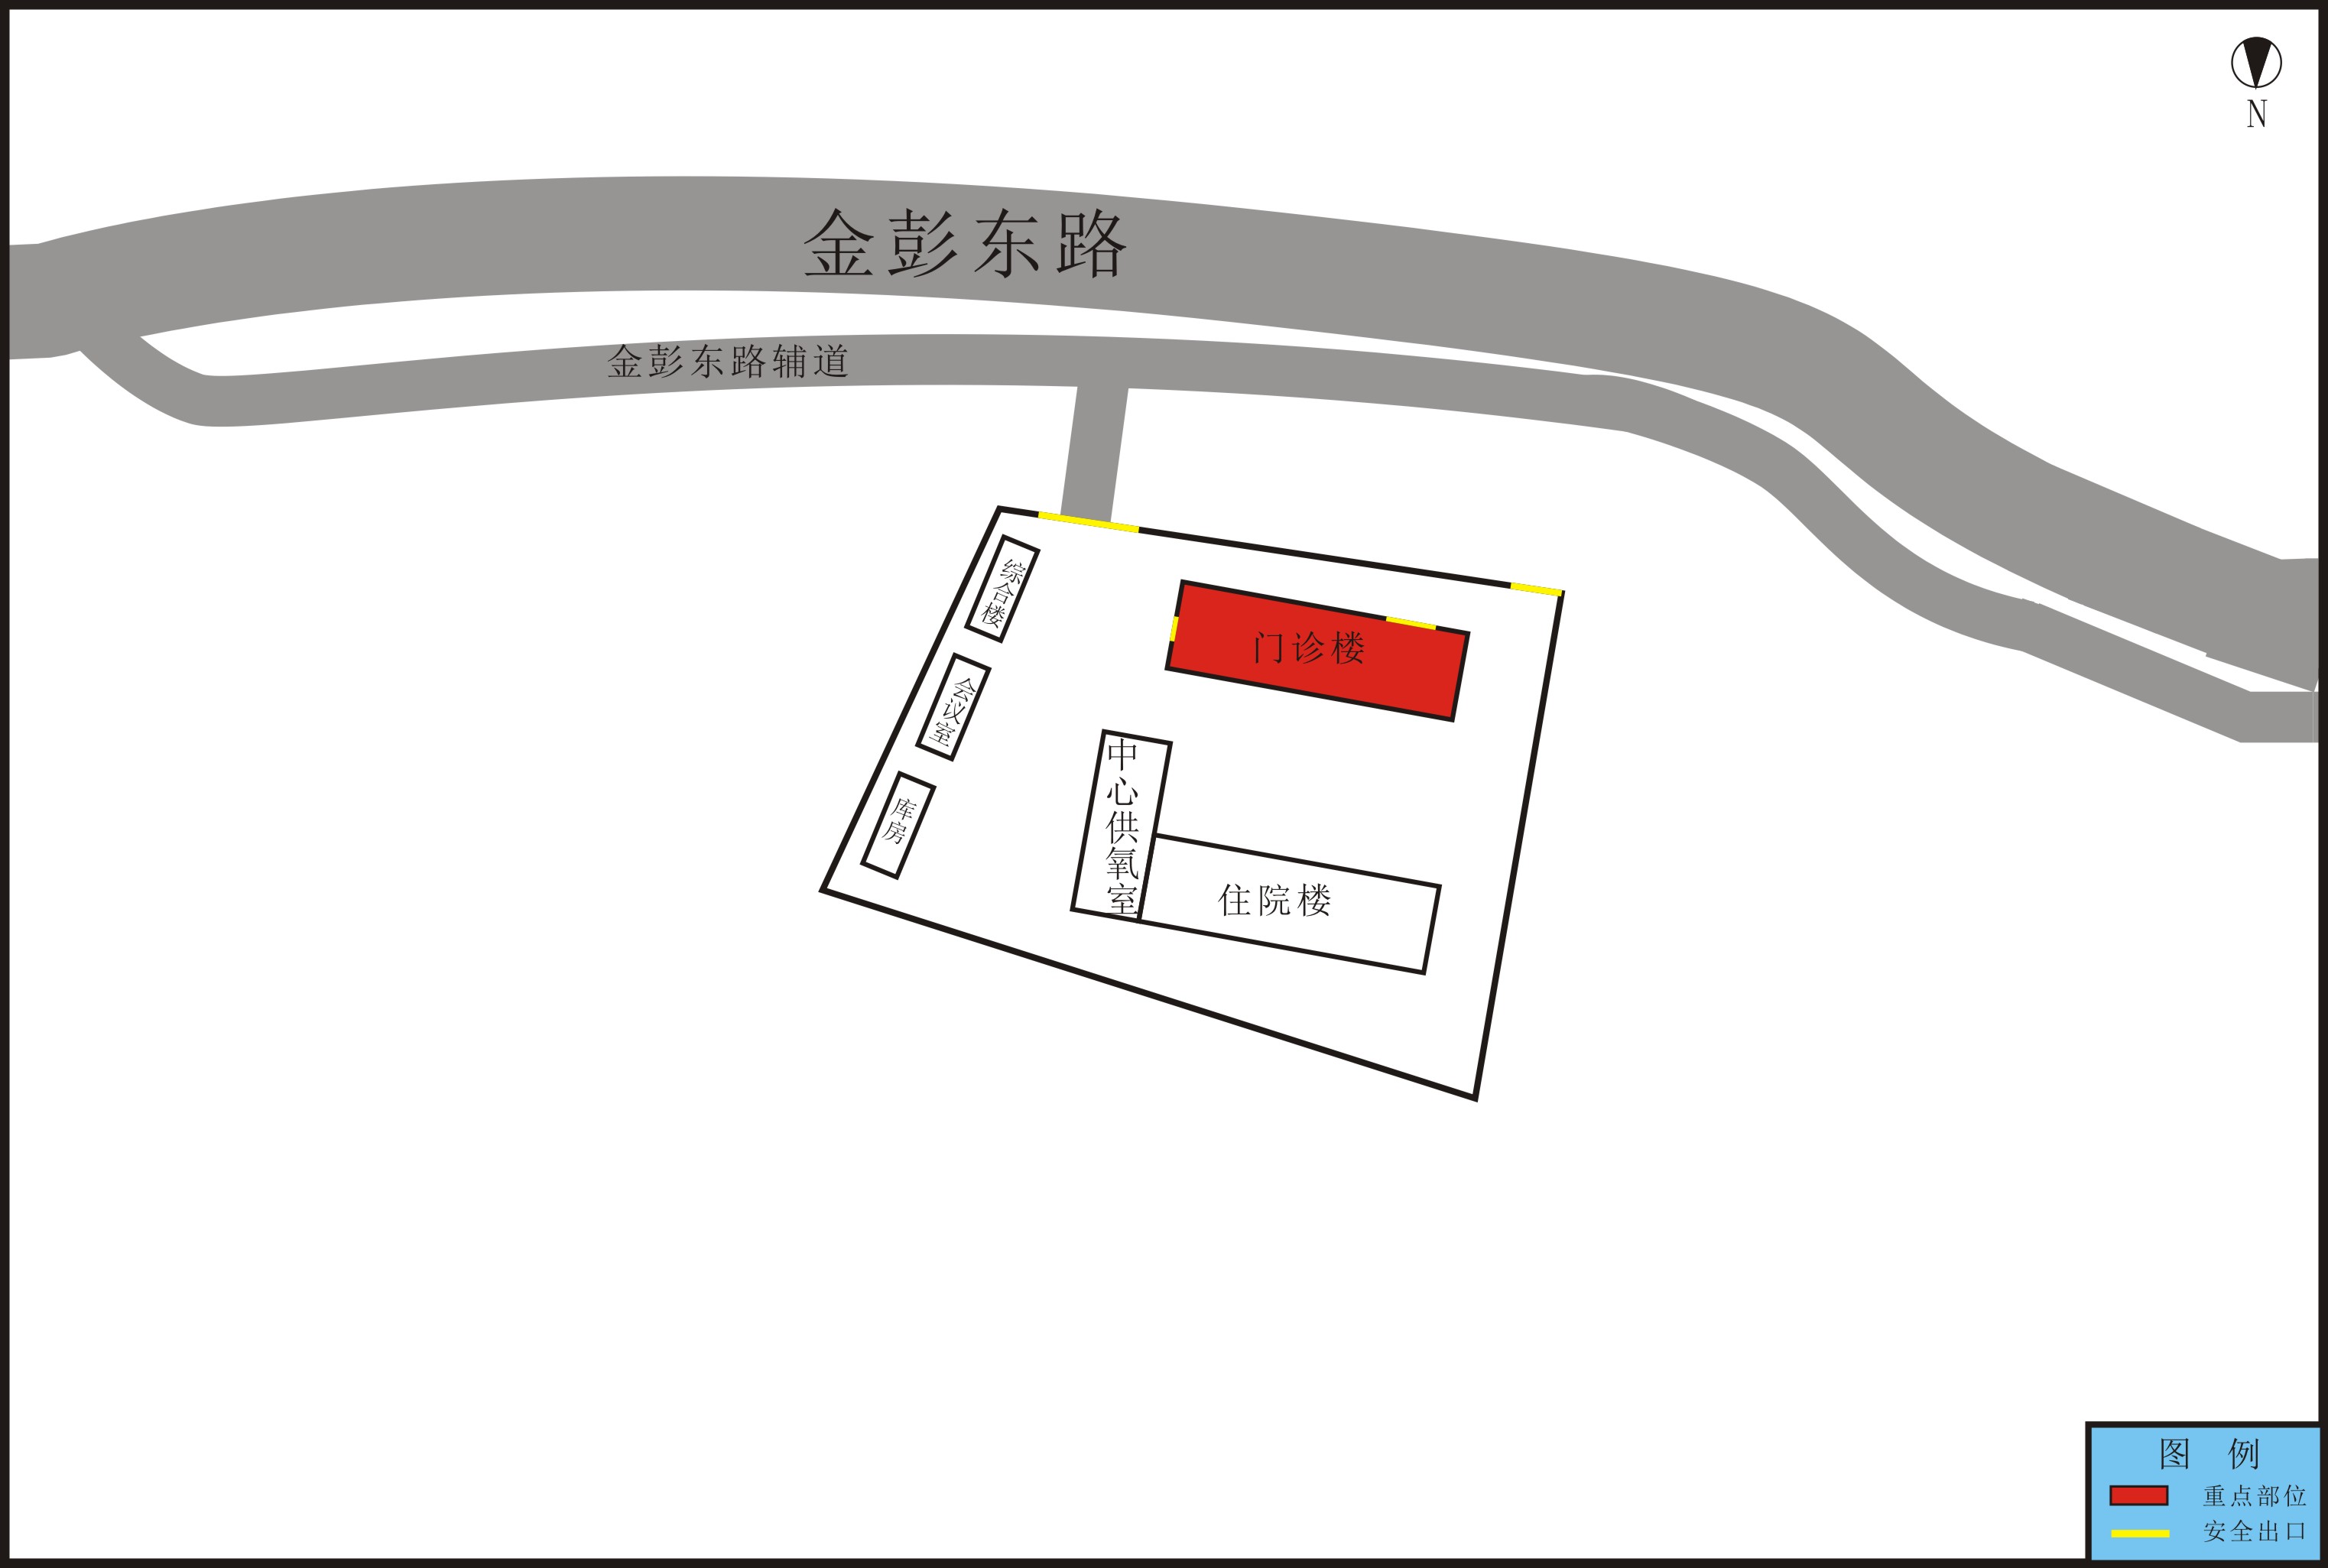 N
金彭东路
金彭东路辅道
综合楼
门诊楼
会议室
中心供氧室
库房
住院楼
图 例
重点部位
安全出口